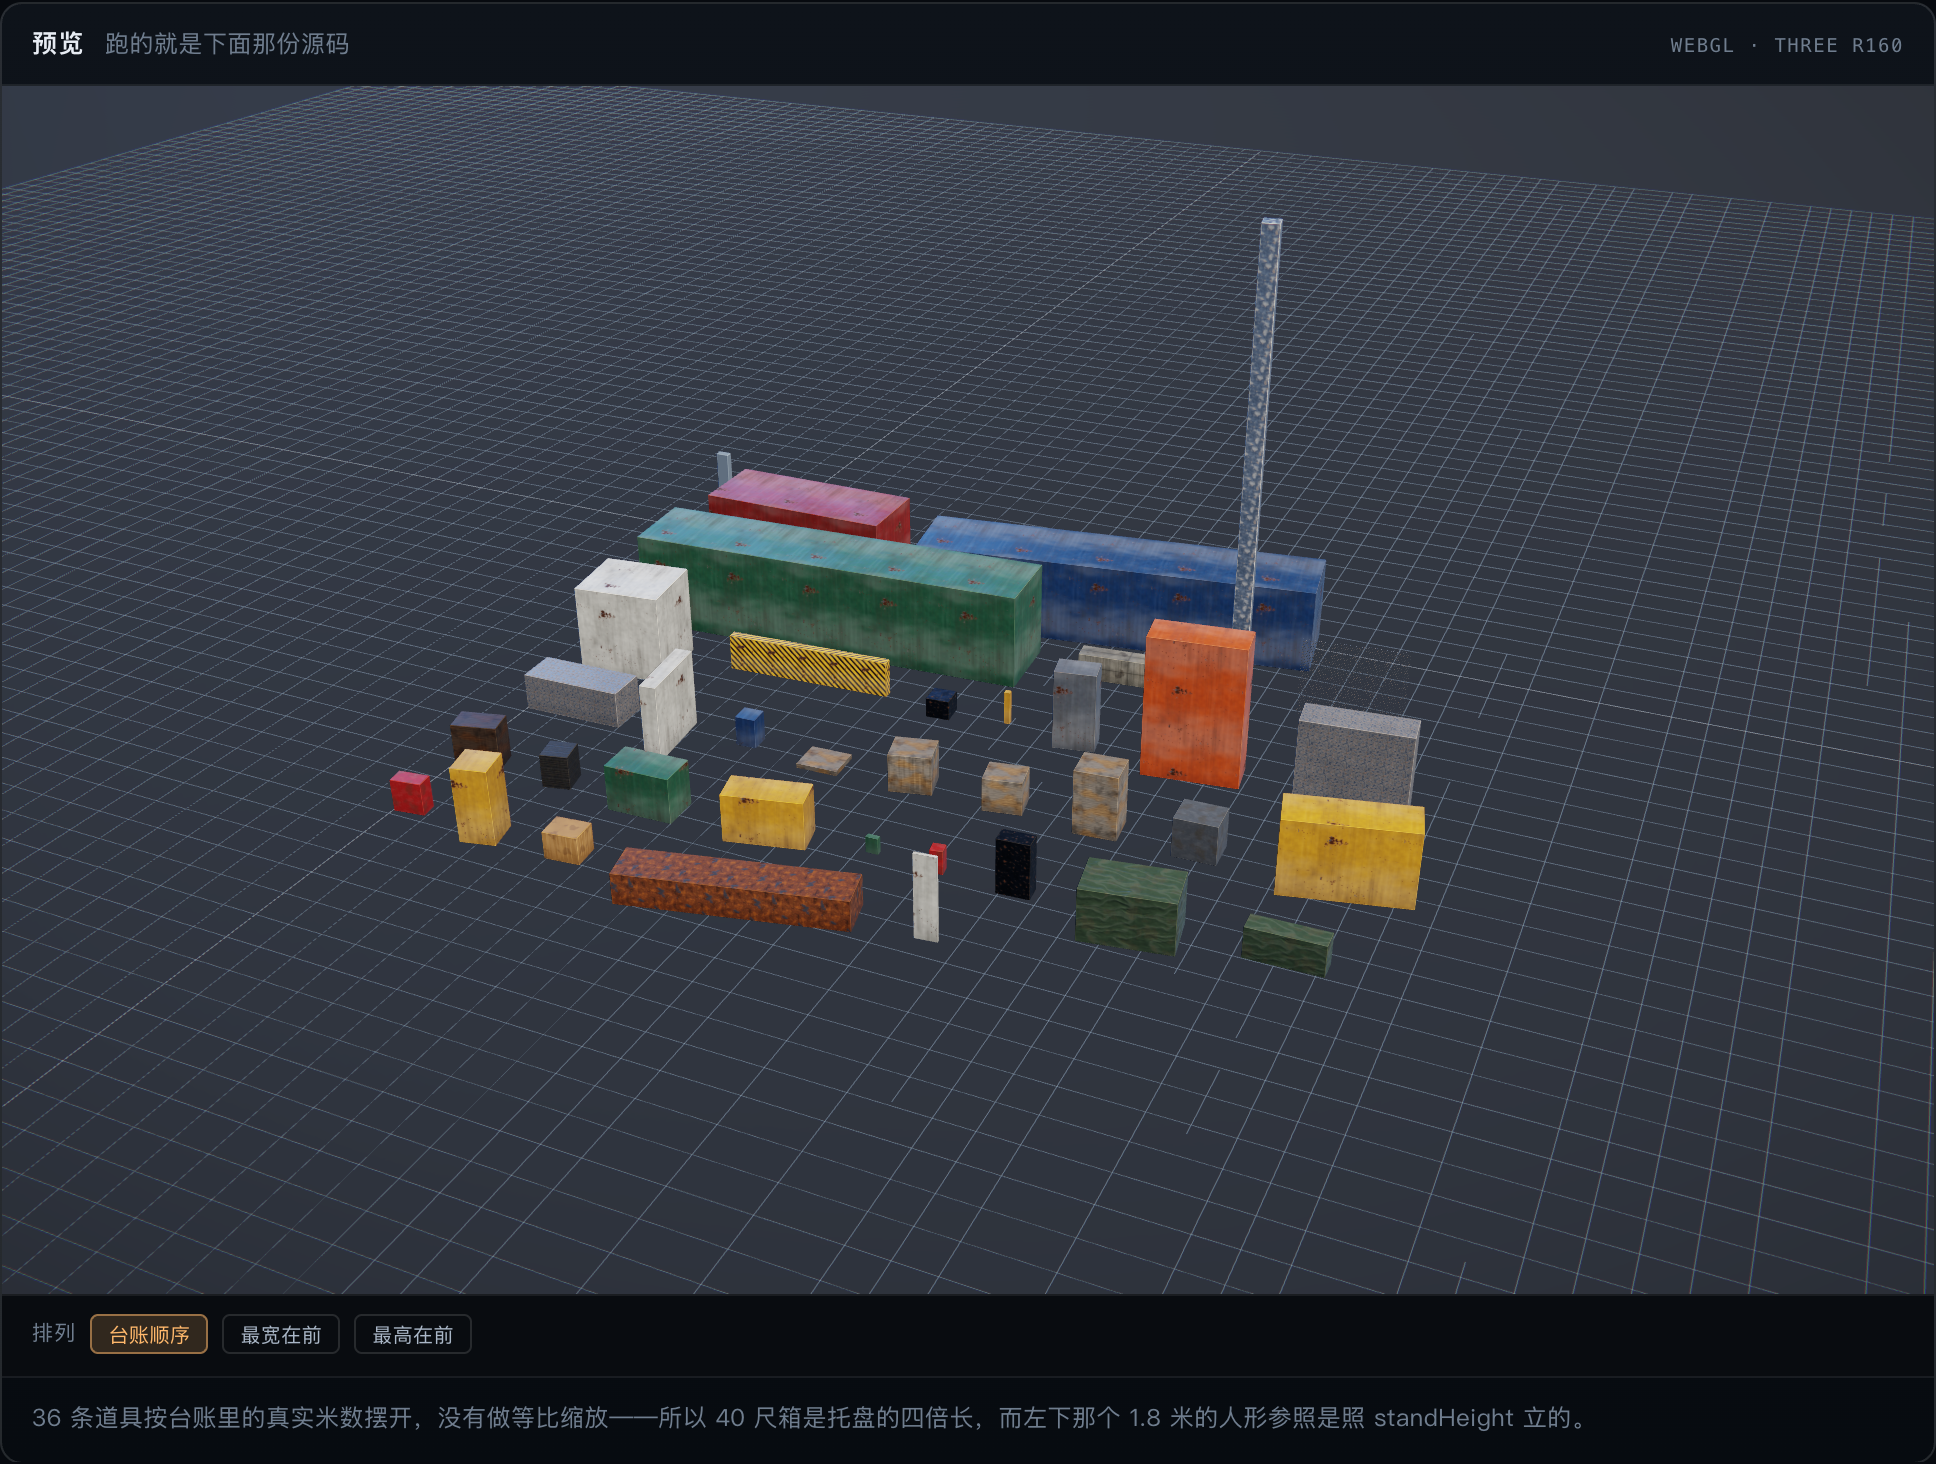 预览 跑的就是下面那份源码
WEBGL · THREE R160
排列 台账顺序 最宽在前 最高在前
36 条道具按台账里的真实米数摆开，没有做等比缩放——所以 40 尺箱是托盘的四倍长，而左下那个 1.8 米的人形参照是照 standHeight 立的。